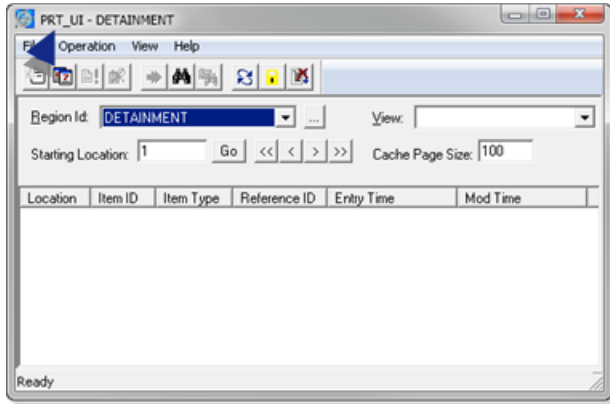 PRT_UI - DETAINMENT
Operation View Help
Region Id: DETAINMENT ... View:
Starting Location: 1 Go << < > >> Cache Page Size: 100
Location Item ID Item Type Reference ID Entry Time Mod Time
Ready